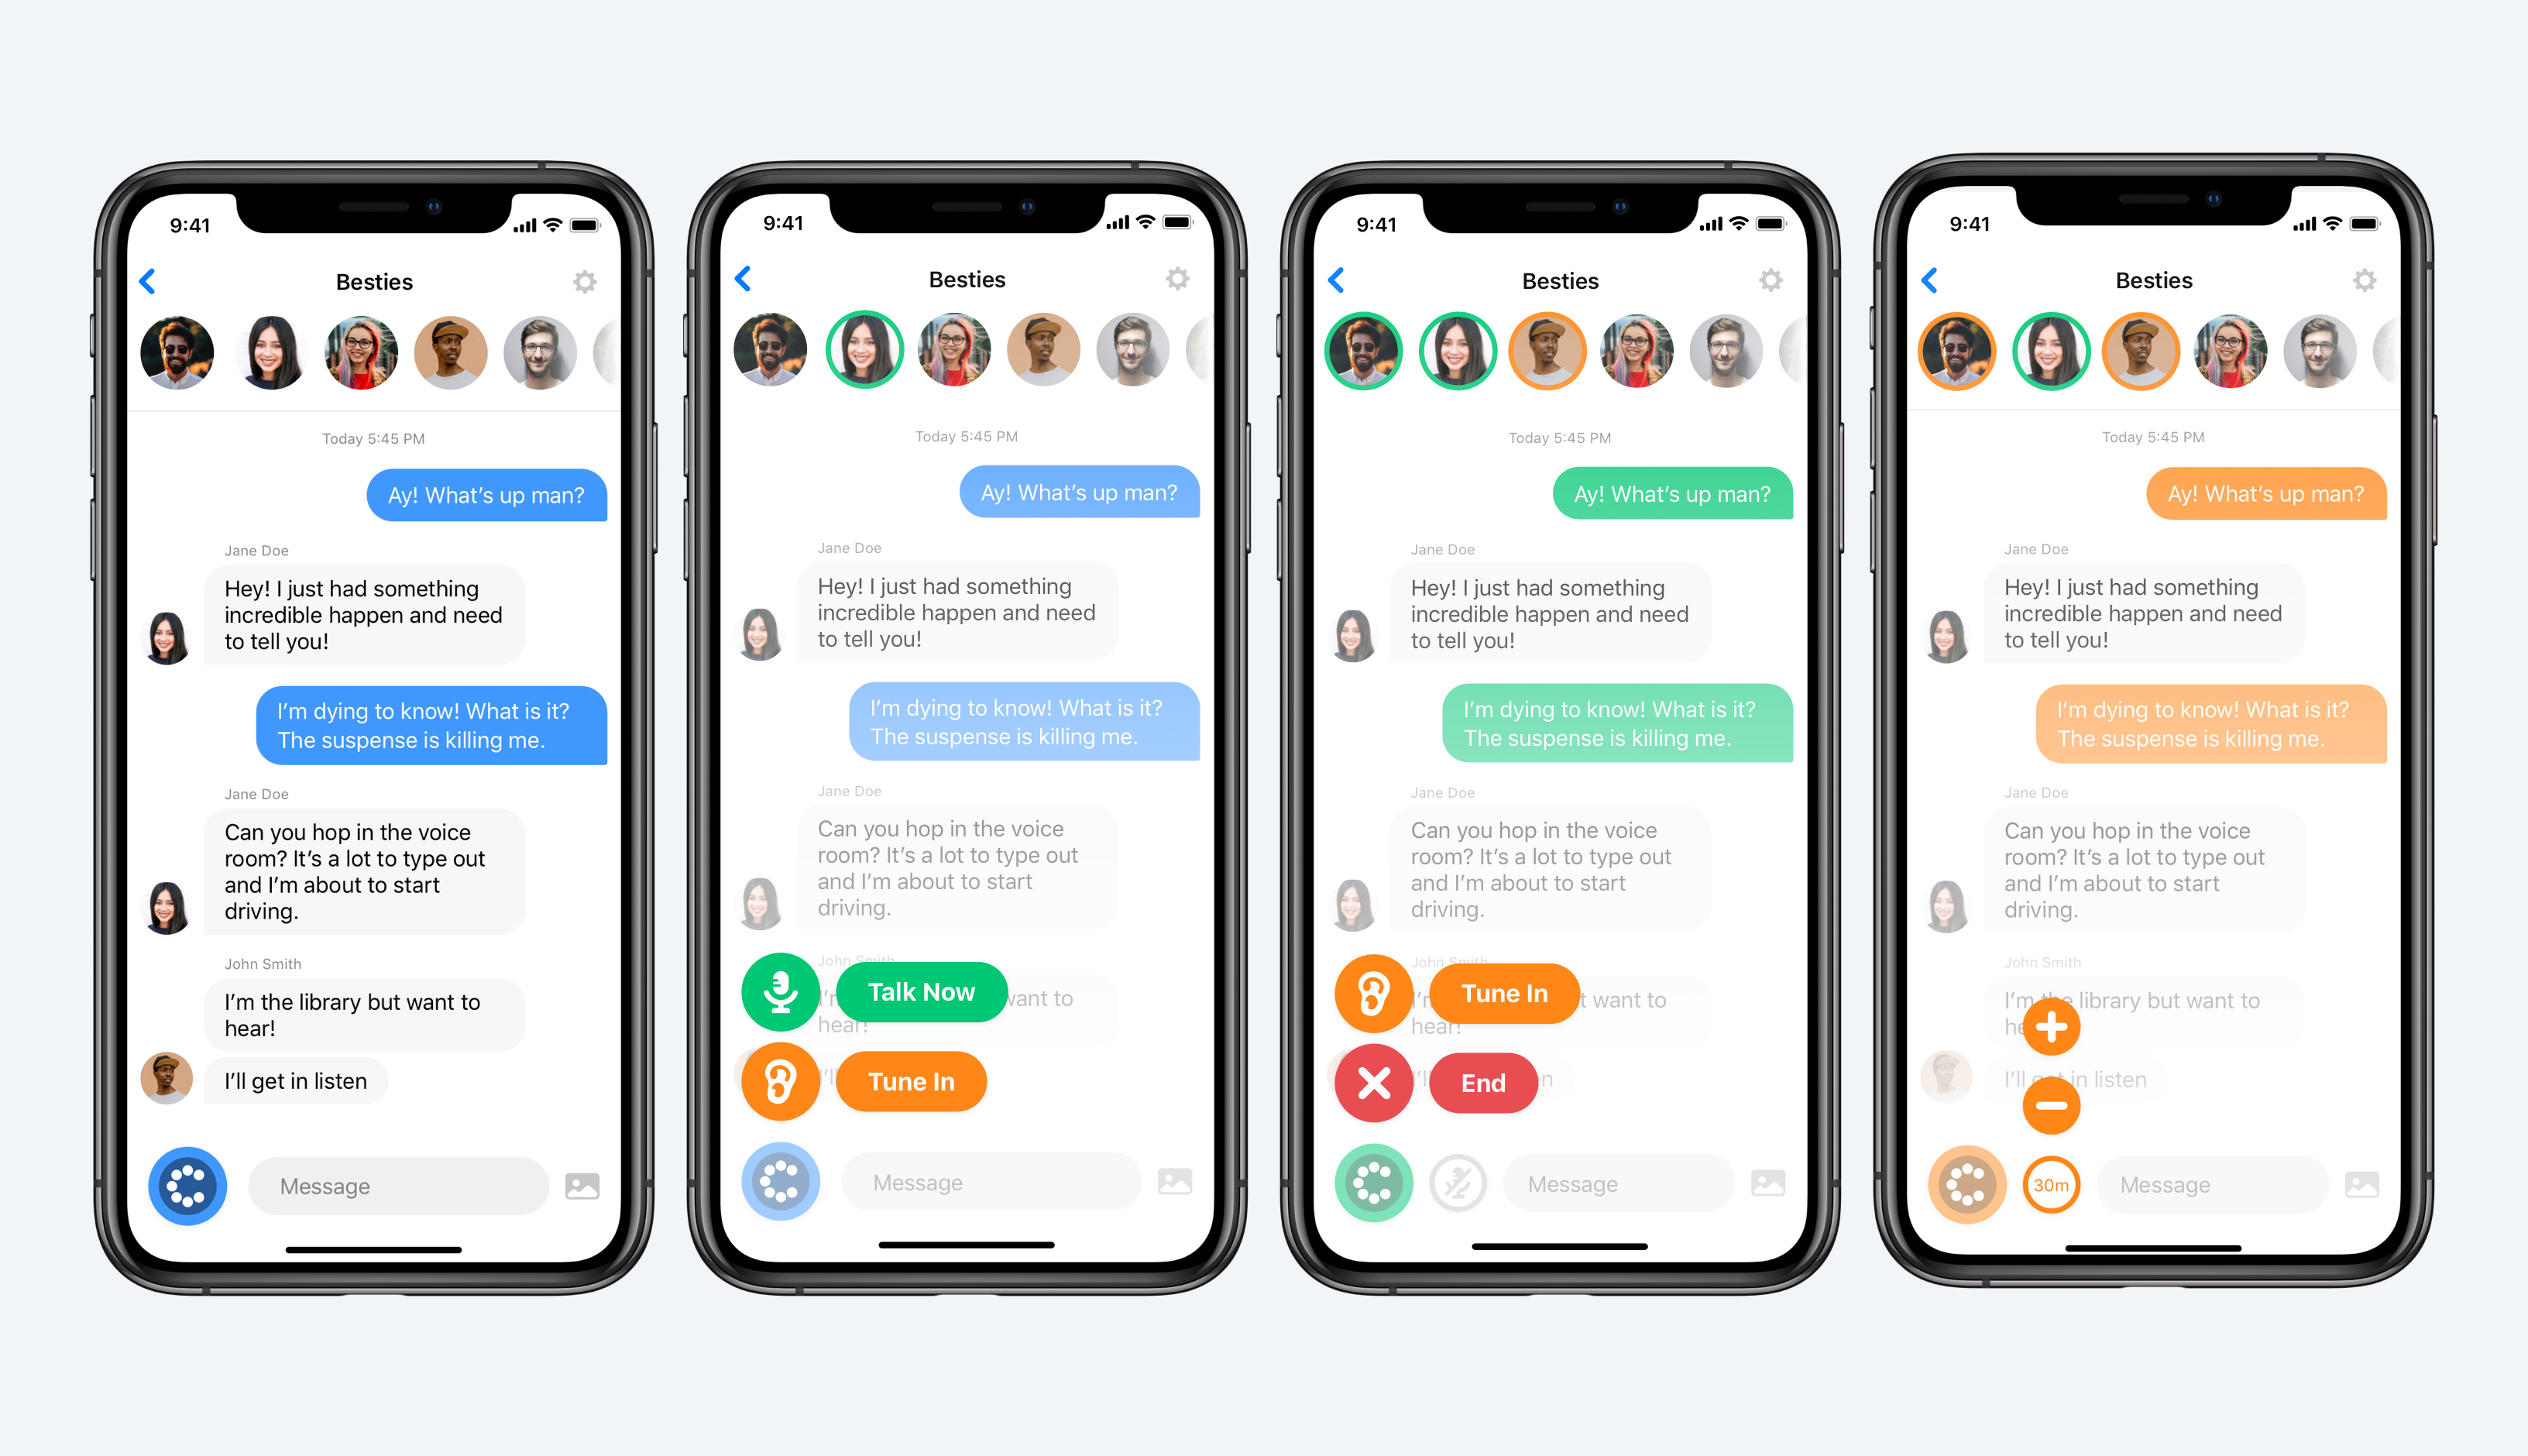 9:41
Besties
Today 5:45 PM
Ay! What's up man?
Jane Doe
Hey! I just had something
incredible happen and need
to tell you!
I'm dying to know! What is it?
The suspense is killing me.
Jane Doe
Can you hop in the voice
room? It's a lot to type out
and I'm about to start
driving.
John Smith
I'm the library but want to
hear!
I'll get in listen
Message
9:41
Besties
Today 5:45 PM
Ay! What's up man?
Jane Doe
Hey! I just had something
incredible happen and need
to tell you!
I'm dying to know! What is it?
The suspense is killing me.
Jane Doe
Can you hop in the voice
room? It's a lot to type out
and I'm about to start
driving.
John Smith
Talk Now
want to
hear!
Tune In
Message
9:41
Besties
Today 5:45 PM
Ay! What's up man?
Jane Doe
Hey! I just had something
incredible happen and need
to tell you!
I'm dying to know! What is it?
The suspense is killing me.
Jane Doe
Can you hop in the voice
room? It's a lot to type out
and I'm about to start
driving.
John Smith
Tune In
want to
hear!
End
Message
9:41
Besties
Today 5:45 PM
Ay! What's up man?
Jane Doe
Hey! I just had something
incredible happen and need
to tell you!
I'm dying to know! What is it?
The suspense is killing me.
Jane Doe
Can you hop in the voice
room? It's a lot to type out
and I'm about to start
driving.
John Smith
I'm the library but want to
I'll get in listen
30m
Message